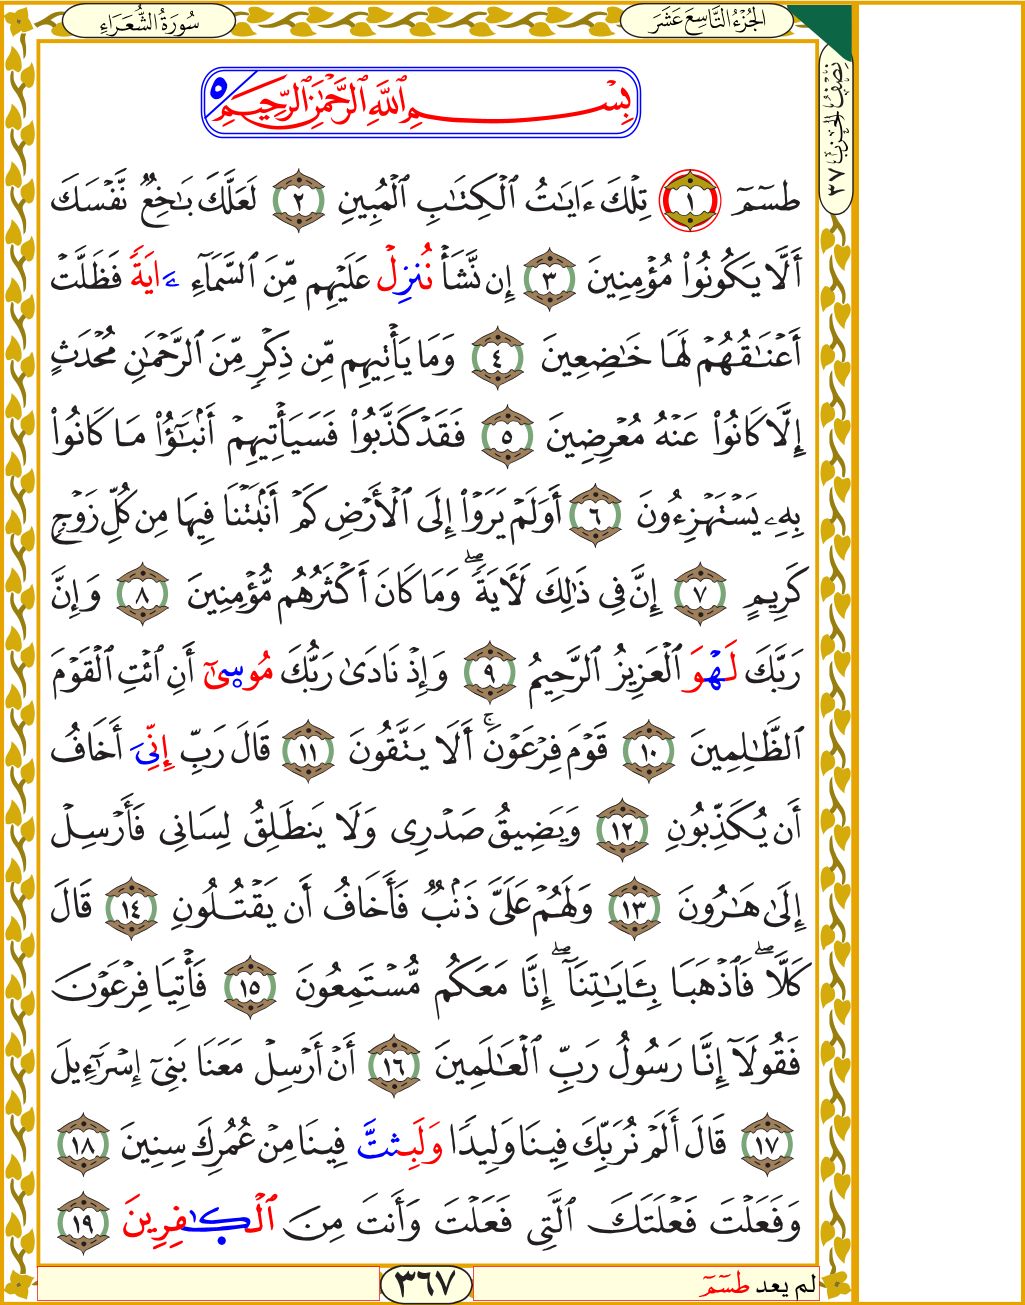 سُورَةُ الشُّعَرَاءِ
الجُزْءُ التَّاسِعَ عَشَرَ
نِصْفُ الحِزْبِ ٣٧
بِسْمِ ٱللَّهِ ٱلرَّحْمَٰنِ ٱلرَّحِيمِ ٥
طسٓمٓ ١ تِلْكَ ءَايَٰتُ ٱلْكِتَٰبِ ٱلْمُبِينِ ٢ لَعَلَّكَ بَٰخِعٌ نَّفْسَكَ
أَلَّا يَكُونُوا۟ مُؤْمِنِينَ ٣ إِن نَّشَأْ نُنزِلْ عَلَيْهِم مِّنَ ٱلسَّمَآءِ ءَايَةً فَظَلَّتْ
أَعْنَٰقُهُمْ لَهَا خَٰضِعِينَ ٤ وَمَا يَأْتِيهِم مِّن ذِكْرٍ مِّنَ ٱلرَّحْمَٰنِ مُحْدَثٍ
إِلَّا كَانُوا۟ عَنْهُ مُعْرِضِينَ ٥ فَقَدْ كَذَّبُوا۟ فَسَيَأْتِيهِمْ أَنۢبَٰٓؤُا۟ مَا كَانُوا۟
بِهِۦ يَسْتَهْزِءُونَ ٦ أَوَلَمْ يَرَوْا۟ إِلَى ٱلْأَرْضِ كَمْ أَنۢبَتْنَا فِيهَا مِن كُلِّ زَوْجٍ
كَرِيمٍ ٧ إِنَّ فِى ذَٰلِكَ لَءَايَةً ۖ وَمَا كَانَ أَكْثَرُهُم مُّؤْمِنِينَ ٨ وَإِنَّ
رَبَّكَ لَهْوَ ٱلْعَزِيزُ ٱلرَّحِيمُ ٩ وَإِذْ نَادَىٰ رَبُّكَ مُوسَىٰٓ أَنِ ٱئْتِ ٱلْقَوْمَ
ٱلظَّٰلِمِينَ ١٠ قَوْمَ فِرْعَوْنَ ۚ أَلَا يَتَّقُونَ ١١ قَالَ رَبِّ إِنِّىَ أَخَافُ
أَن يُكَذِّبُونِ ١٢ وَيَضِيقُ صَدْرِى وَلَا يَنطَلِقُ لِسَانِى فَأَرْسِلْ
إِلَىٰ هَٰرُونَ ١٣ وَلَهُمْ عَلَىَّ ذَنۢبٌ فَأَخَافُ أَن يَقْتُلُونِ ١٤ قَالَ
كَلَّا ۖ فَٱذْهَبَا بِـَٔايَٰتِنَآ ۖ إِنَّا مَعَكُم مُّسْتَمِعُونَ ١٥ فَأْتِيَا فِرْعَوْنَ
فَقُولَآ إِنَّا رَسُولُ رَبِّ ٱلْعَٰلَمِينَ ١٦ أَنْ أَرْسِلْ مَعَنَا بَنِىٓ إِسْرَٰٓءِيلَ
١٧ قَالَ أَلَمْ نُرَبِّكَ فِينَا وَلِيدًا وَلَبِثتَّ فِينَا مِنْ عُمُرِكَ سِنِينَ ١٨
وَفَعَلْتَ فَعْلَتَكَ ٱلَّتِى فَعَلْتَ وَأَنتَ مِنَ ٱلْكَٰفِرِينَ ١٩
لم يعد طسٓمٓ
٣٦٧